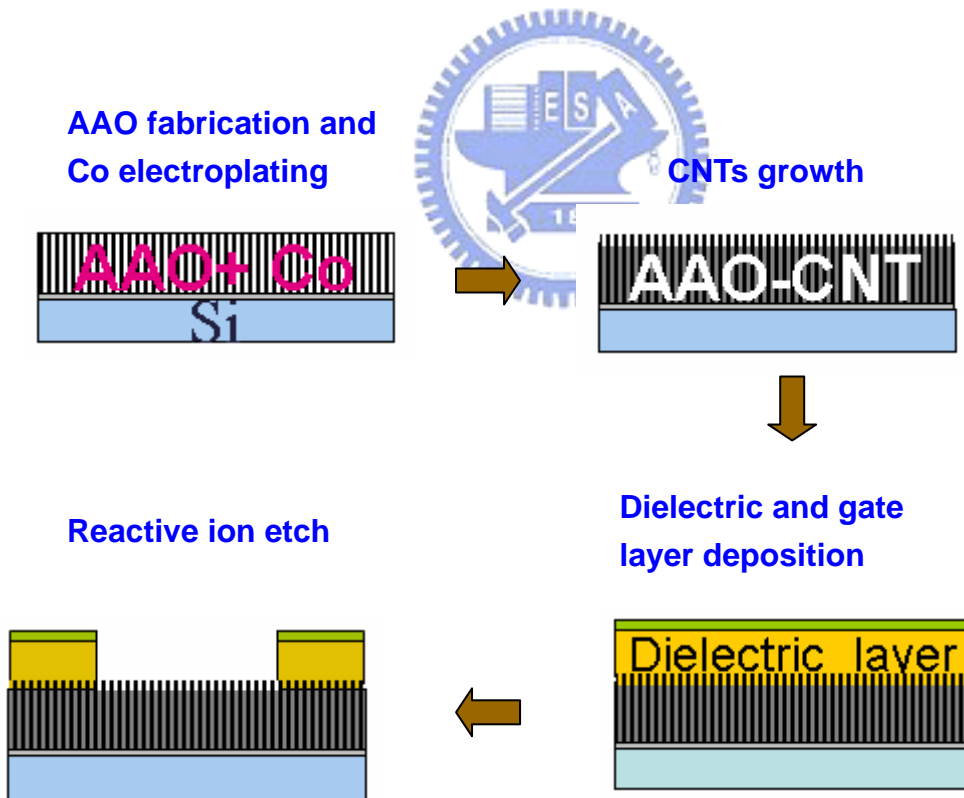 AAO fabrication and
Co electroplating
CNTs growth
AAO+ Co
Si
AAO-CNT
Reactive ion etch
Dielectric and gate
layer deposition
Dielectric layer
E S A